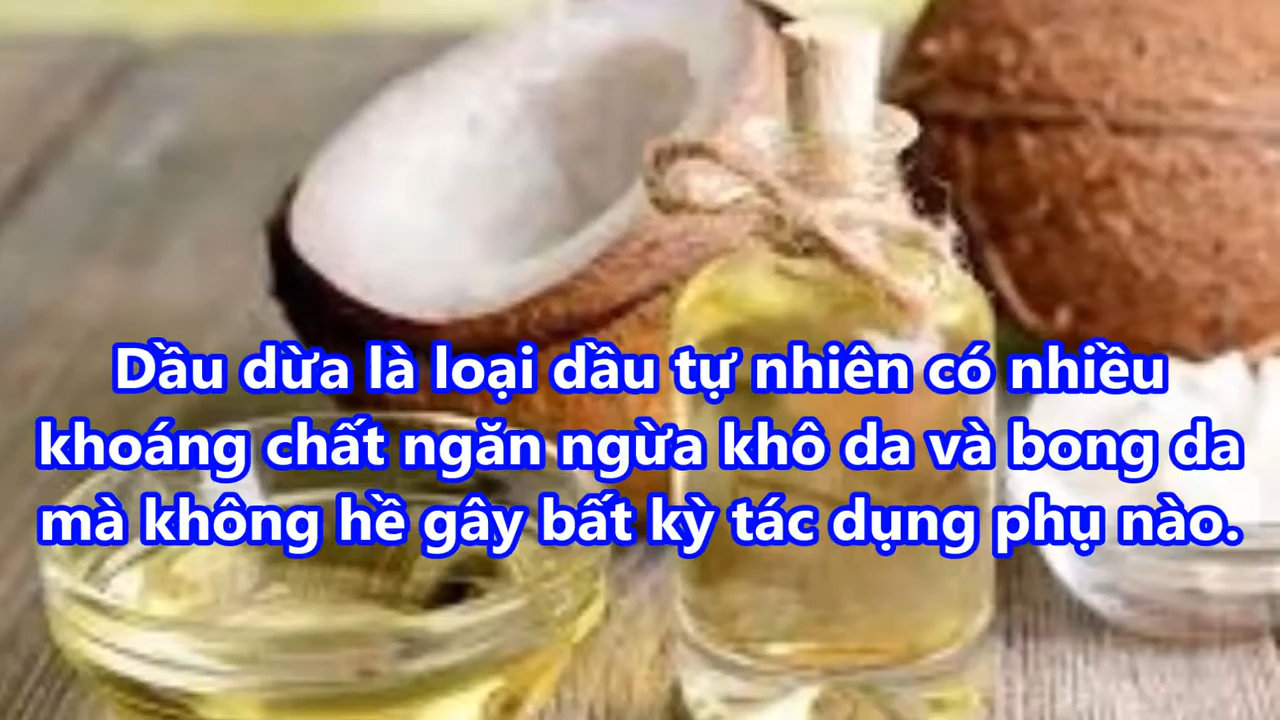 Dầu dừa là loại dầu tự nhiên có nhiều
khoáng chất ngăn ngừa khô da và bong da
mà không hề gây bất kỳ tác dụng phụ nào.